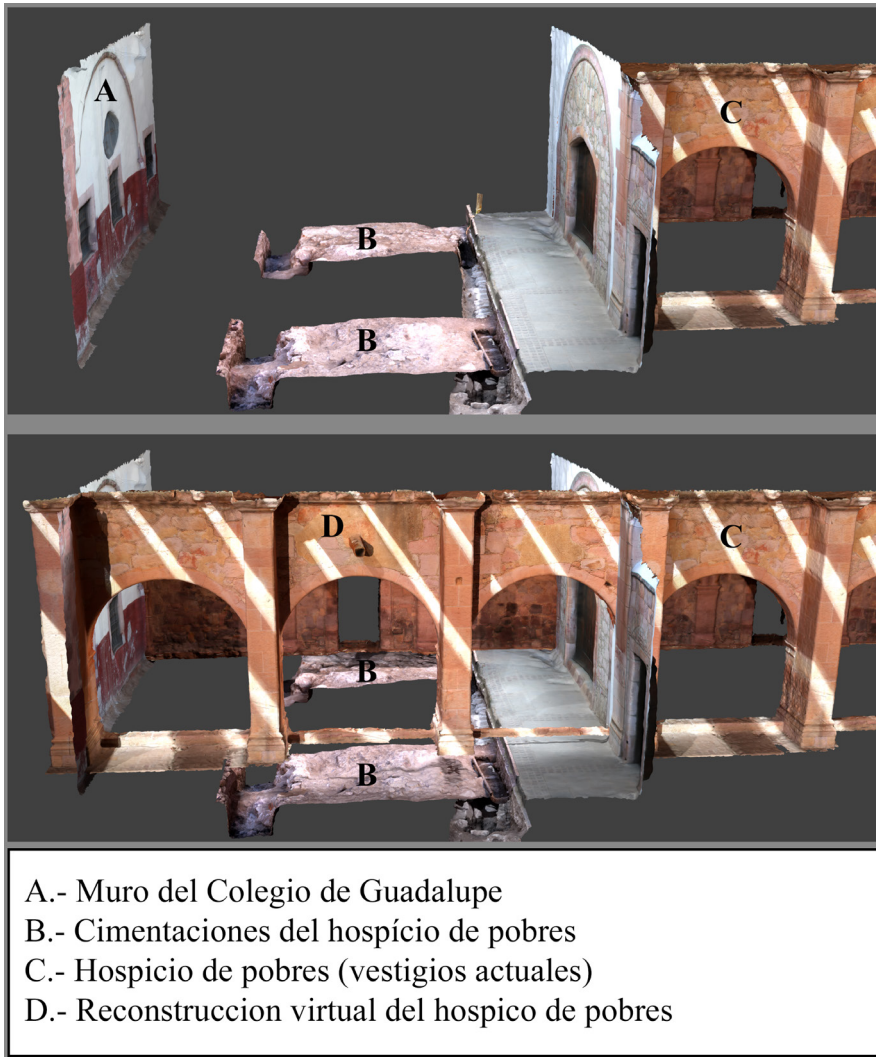 A
B
B
C
D
C
B
B
A.- Muro del Colegio de Guadalupe
B.- Cimentaciones del hospício de pobres
C.- Hospicio de pobres (vestigios actuales)
D.- Reconstruccion virtual del hospico de pobres